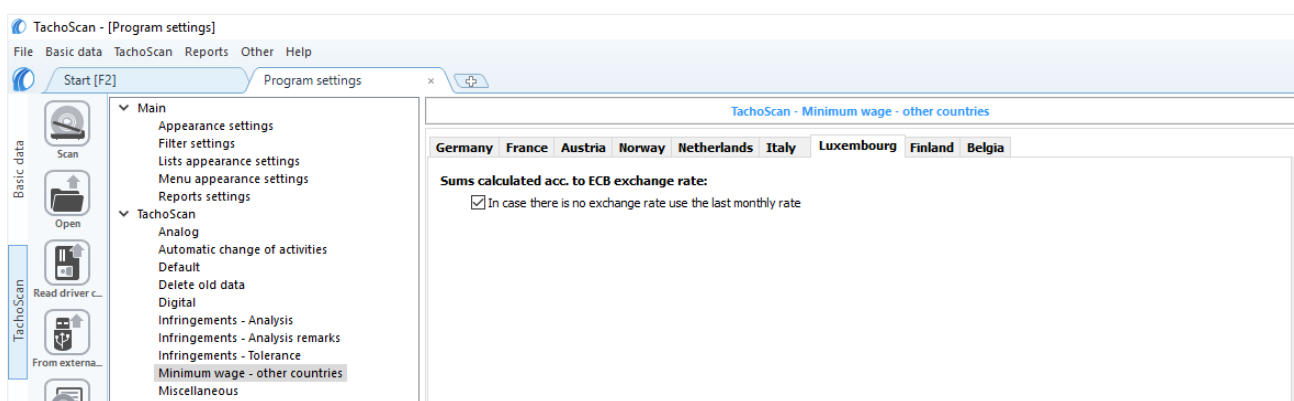 TachoScan - [Program settings]
File Basic data TachoScan Reports Other Help
Start [F2]
Program settings
×
Basic data
TachoScan
Scan
Open
Read driver c...
From externa...
Main
Appearance settings
Filter settings
Lists appearance settings
Menu appearance settings
Reports settings
TachoScan
Analog
Automatic change of activities
Default
Delete old data
Digital
Infringements - Analysis
Infringements - Analysis remarks
Infringements - Tolerance
Minimum wage - other countries
Miscellaneous
TachoScan - Minimum wage - other countries
Germany France Austria Norway Netherlands Italy Luxembourg Finland Belgia
Sums calculated acc. to ECB exchange rate:
In case there is no exchange rate use the last monthly rate